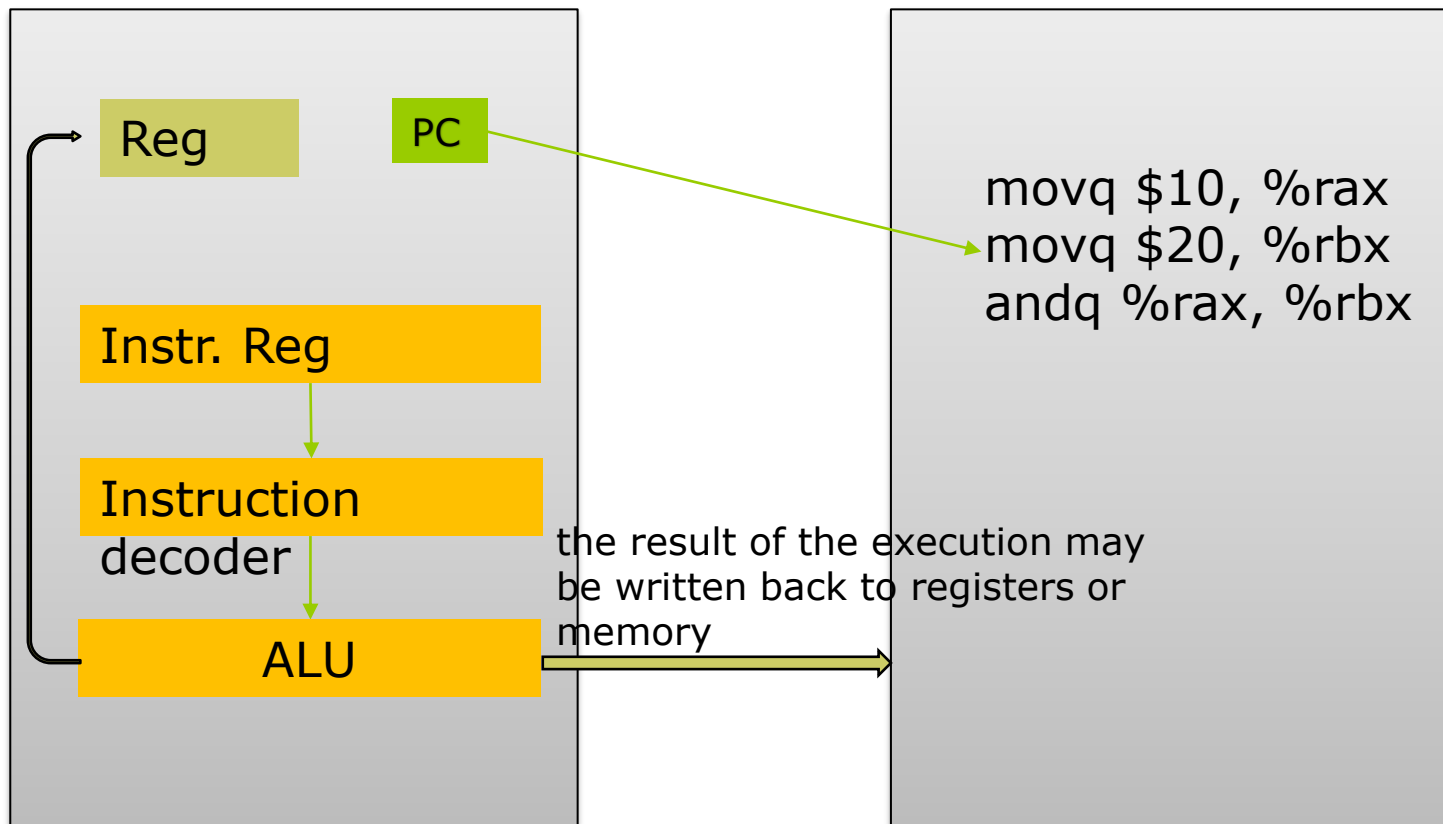 Reg
PC
movq $10, %rax
movq $20, %rbx
andq %rax, %rbx
Instr. Reg
Instruction
decoder
the result of the execution may
be written back to registers or
memory
ALU